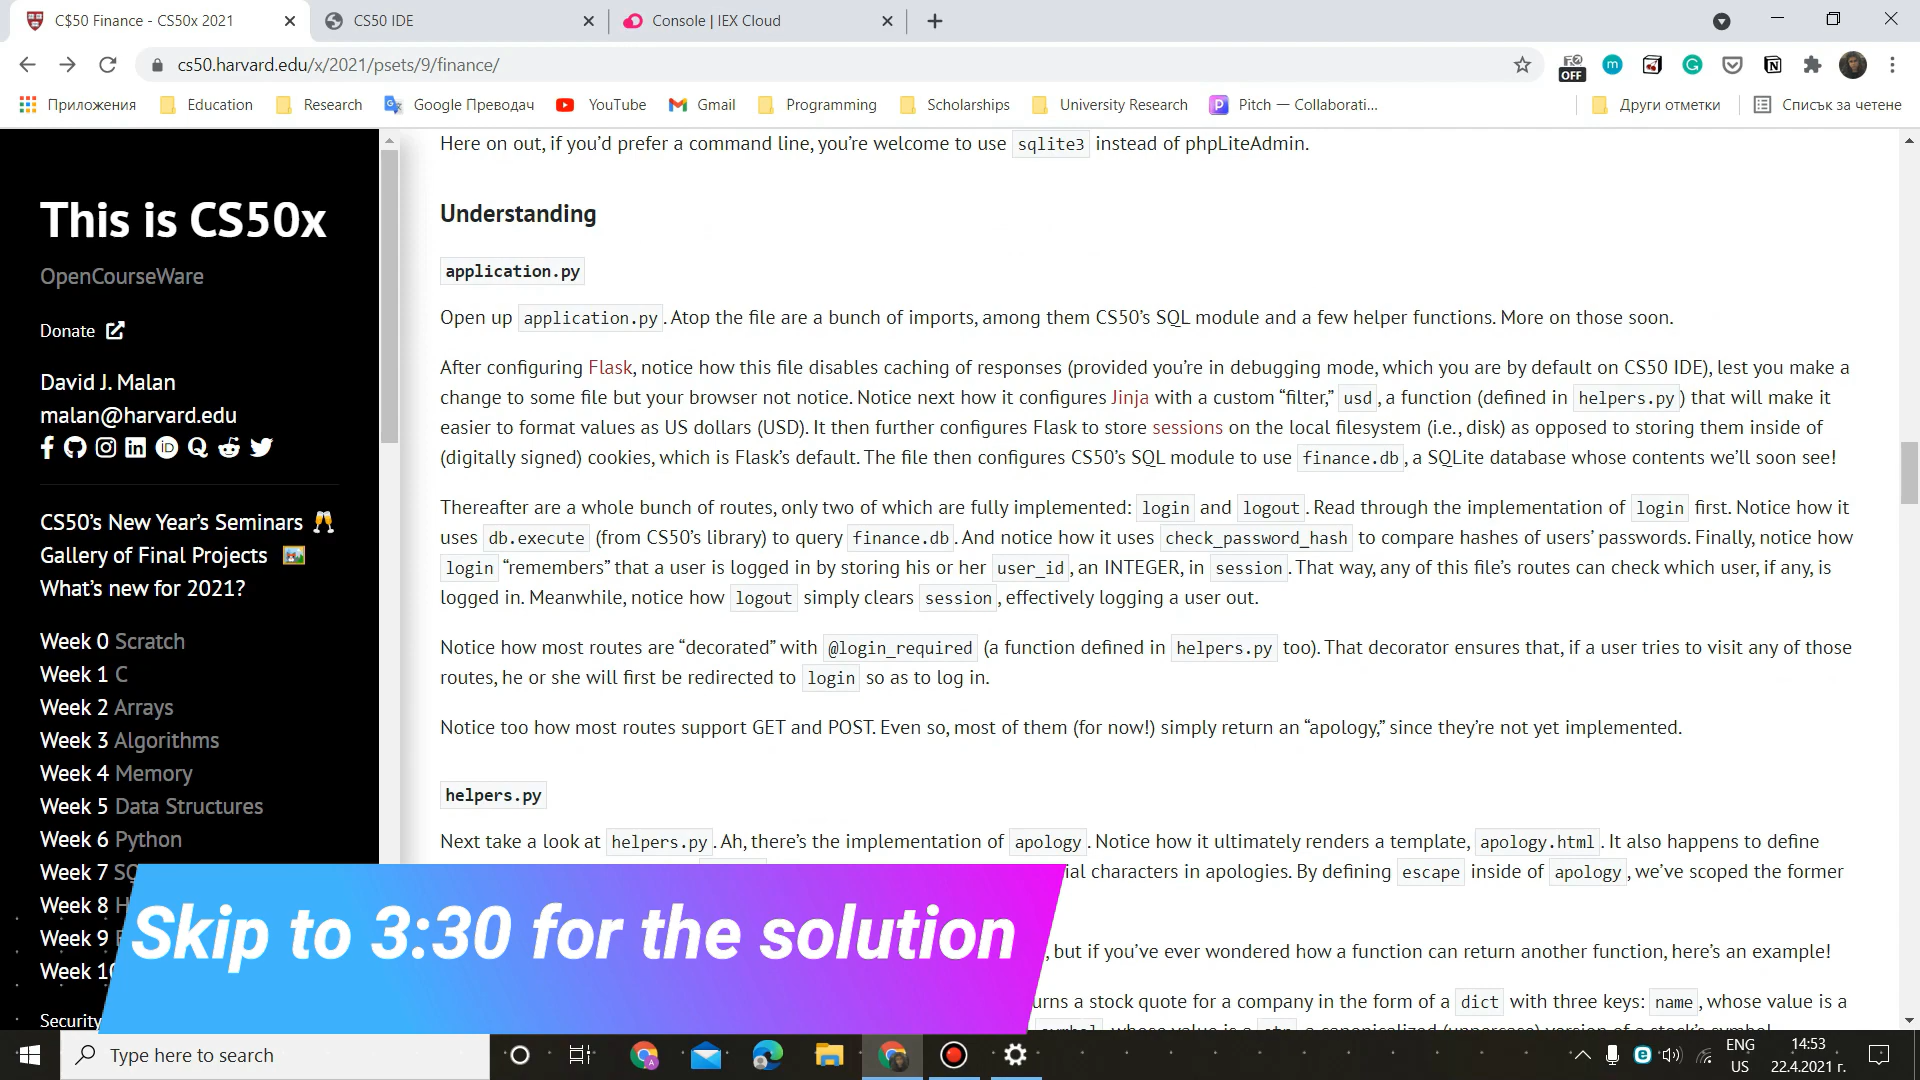 C$50 Finance - CS50x 2021
CS50 IDE
Console | IEX Cloud
cs50.harvard.edu/x/2021/psets/9/finance/
OFF
Приложения
Education
Research
Google Преводач
YouTube
Gmail
Programming
Scholarships
University Research
Pitch — Collaborati...
Други отметки
Списък за четене
This is CS50x
OpenCourseWare
Donate
David J. Malan
malan@harvard.edu
CS50’s New Year’s Seminars
Gallery of Final Projects
What’s new for 2021?
Week 0 Scratch
Week 1 C
Week 2 Arrays
Week 3 Algorithms
Week 4 Memory
Week 5 Data Structures
Week 6 Python
Week 7
Week 8
Week 9
Week 10
Security
Here on out, if you’d prefer a command line, you’re welcome to use sqlite3 instead of phpLiteAdmin.
Understanding
application.py
Open up application.py. Atop the file are a bunch of imports, among them CS50’s SQL module and a few helper functions. More on those soon.
After configuring Flask, notice how this file disables caching of responses (provided you’re in debugging mode, which you are by default on CS50 IDE), lest you make a
change to some file but your browser not notice. Notice next how it configures Jinja with a custom “filter,” usd, a function (defined in helpers.py) that will make it
easier to format values as US dollars (USD). It then further configures Flask to store sessions on the local filesystem (i.e., disk) as opposed to storing them inside of
(digitally signed) cookies, which is Flask’s default. The file then configures CS50’s SQL module to use finance.db, a SQLite database whose contents we’ll soon see!
Thereafter are a whole bunch of routes, only two of which are fully implemented: login and logout. Read through the implementation of login first. Notice how it
uses db.execute (from CS50’s library) to query finance.db. And notice how it uses check_password_hash to compare hashes of users’ passwords. Finally, notice how
login “remembers” that a user is logged in by storing his or her user_id, an INTEGER, in session. That way, any of this file’s routes can check which user, if any, is
logged in. Meanwhile, notice how logout simply clears session, effectively logging a user out.
Notice how most routes are “decorated” with @login_required (a function defined in helpers.py too). That decorator ensures that, if a user tries to visit any of those
routes, he or she will first be redirected to login so as to log in.
Notice too how most routes support GET and POST. Even so, most of them (for now!) simply return an “apology,” since they’re not yet implemented.
helpers.py
Next take a look at helpers.py. Ah, there’s the implementation of apology. Notice how it ultimately renders a template, apology.html. It also happens to define
ial characters in apologies. By defining escape inside of apology, we’ve scoped the former
, but if you’ve ever wondered how a function can return another function, here’s an example!
urns a stock quote for a company in the form of a dict with three keys: name, whose value is a
Skip to 3:30 for the solution
Type here to search
ENG
US
14:53
22.4.2021 г.